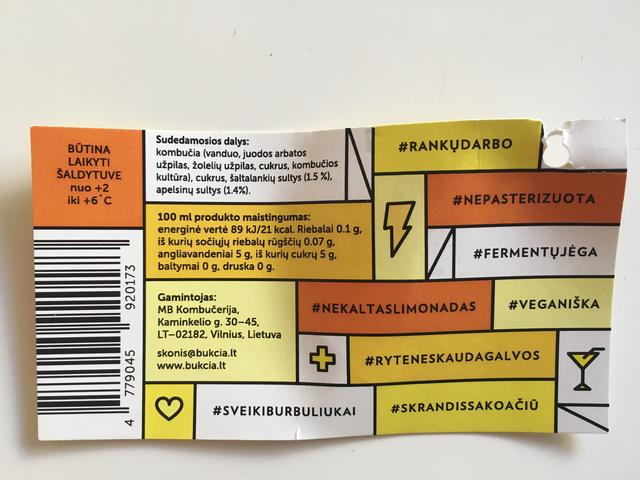 BŪTINA
LAIKYTI
ŠALDYTUVE
nuo +2
iki +6˚C
Sudedamosios dalys:
kombučia (vanduo, juodos arbatos
užpilas, žolelių užpilas, cukrus, kombučios
kultūra), cukrus, šaltalankių sultys (1.5 %),
apelsinų sultys (1.4%).
100 ml produkto maistingumas:
energinė vertė 89 kJ/21 kcal. Riebalai 0.1 g,
iš kurių sočiųjų riebalų rūgščių 0.07 g,
angliavandeniai 5 g, iš kurių cukrų 5 g,
baltymai 0 g, druska 0 g.
Gamintojas:
MB Kombučerija,
Kaminkelio g. 30–45,
LT–02182, Vilnius, Lietuva
skonis@bukcia.lt
www.bukcia.lt
#RANKŲDARBO
#NEPASTERIZUOTA
#FERMENTŲJĖGA
#NEKALTASLIMONADAS
#VEGANIŠKA
#RYTENESKAUDAGALVOS
#SVEIKIBURBULIUKAI
#SKRANDISSAKOAČIŪ
4 779045 920173